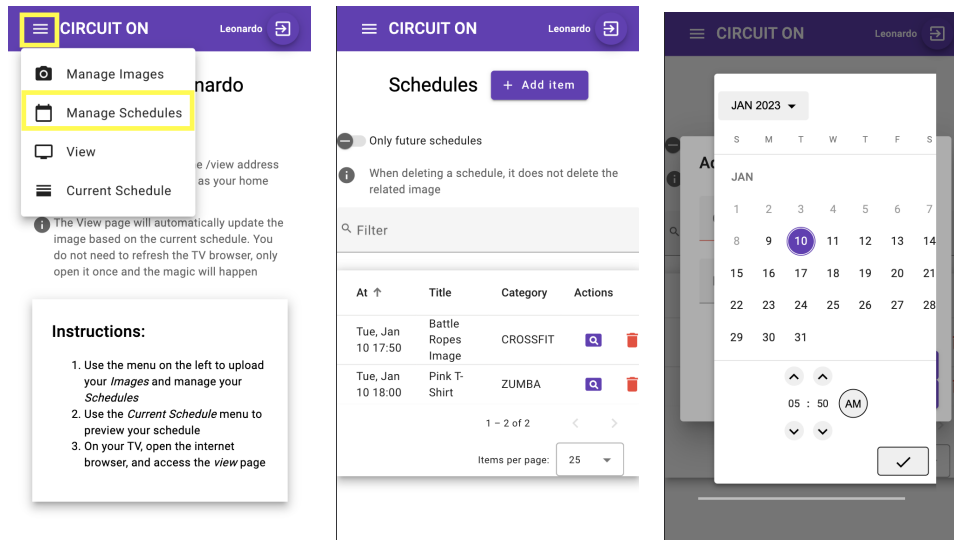 CIRCUIT ON
Leonardo
Manage Images
Manage Schedules
View
Current Schedule
nardo
e /view address
as your home
The View page will automatically update the
image based on the current schedule. You
do not need to refresh the TV browser, only
open it once and the magic will happen
Instructions:
1. Use the menu on the left to upload
your Images and manage your
Schedules
2. Use the Current Schedule menu to
preview your schedule
3. On your TV, open the internet
browser, and access the view page
CIRCUIT ON
Leonardo
Schedules
+ Add item
Only future schedules
When deleting a schedule, it does not delete the
related image
Filter
At ↑ Title Category Actions
Tue, Jan
10 17:50
Battle
Ropes
Image
CROSSFIT
Tue, Jan
10 18:00
Pink T-
Shirt
ZUMBA
1 – 2 of 2
Items per page: 25
CIRCUIT ON
Leonardo
Ad
JAN 2023
S M T W T F S
JAN
1 2 3 4 5 6 7
8 9 10 11 12 13 14
15 16 17 18 19 20 21
22 23 24 25 26 27 28
29 30 31
05 : 50 AM